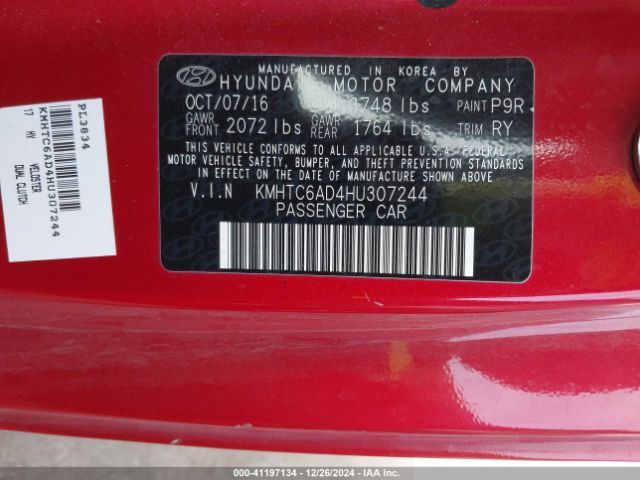 MANUFACTURED IN KOREA BY
HYUNDAI MOTOR COMPANY
OCT/07/16 3748 lbs PAINT P9R
GAWR FRONT 2072 lbs GAWR REAR 1764 lbs TRIM RY
THIS VEHICLE CONFORMS TO ALL APPLICABLE U.S.A. FEDERAL
MOTOR VEHICLE SAFETY, BUMPER, AND THEFT PREVENTION STANDARDS
IN EFFECT ON THE DATE OF MANUFACTURE SHOWN ABOVE.
V.I.N KMHTC6AD4HU307244
PASSENGER CAR
PE3834
KMHTC6AD4HU307244
17 HV VELOSTER
DUAL CLUTCH
000-41197134 - 12/26/2024 - IAA Inc.